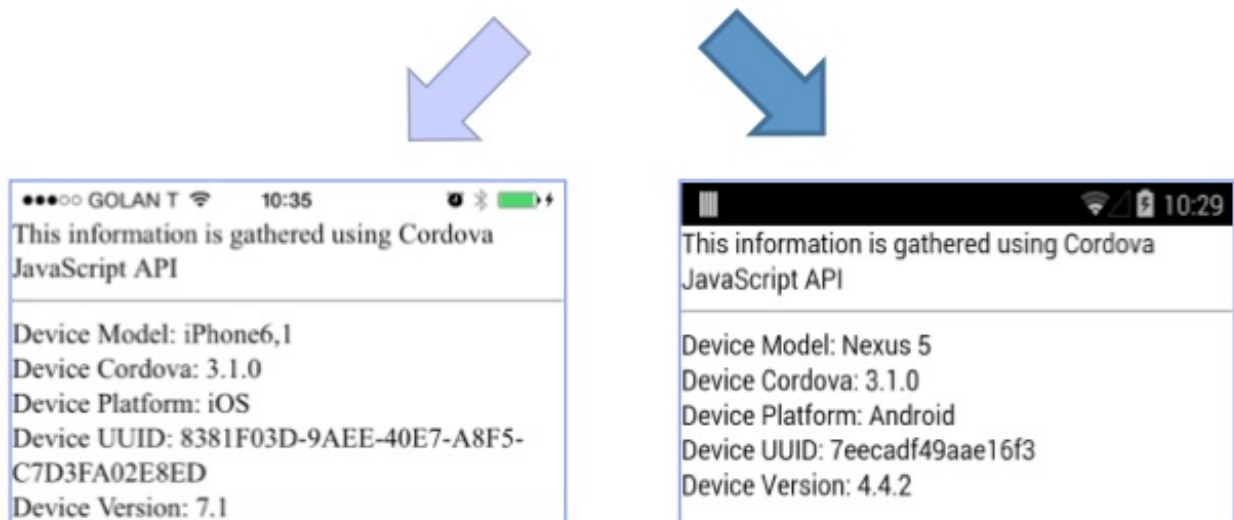 GOLAN T 10:35
This information is gathered using Cordova
JavaScript API
Device Model: iPhone6,1
Device Cordova: 3.1.0
Device Platform: iOS
Device UUID: 8381F03D-9AEE-40E7-A8F5-
C7D3FA02E8ED
Device Version: 7.1
10:29
This information is gathered using Cordova
JavaScript API
Device Model: Nexus 5
Device Cordova: 3.1.0
Device Platform: Android
Device UUID: 7eecadf49aae16f3
Device Version: 4.4.2